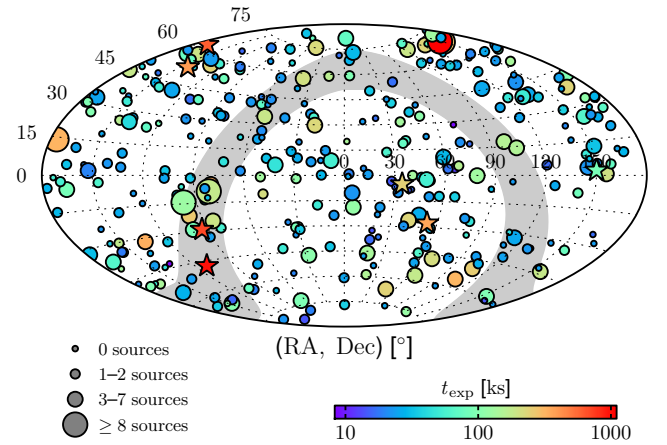 75
60
45
30
15
0
0 30 60 90 120
(RA, Dec) [°]
0 sources
1–2 sources
3–7 sources
≥ 8 sources
t_exp [ks]
10 100 1000